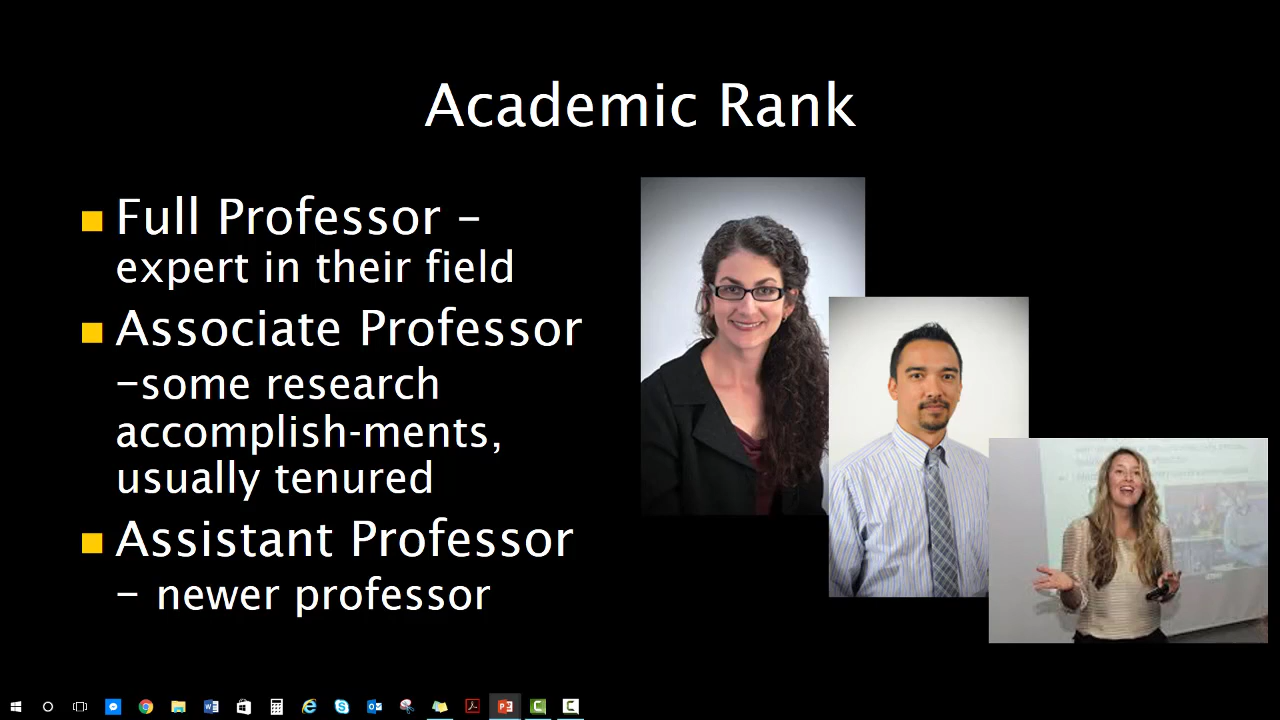 Academic Rank
Full Professor –
expert in their field
Associate Professor
–some research
accomplish-ments,
usually tenured
Assistant Professor
– newer professor